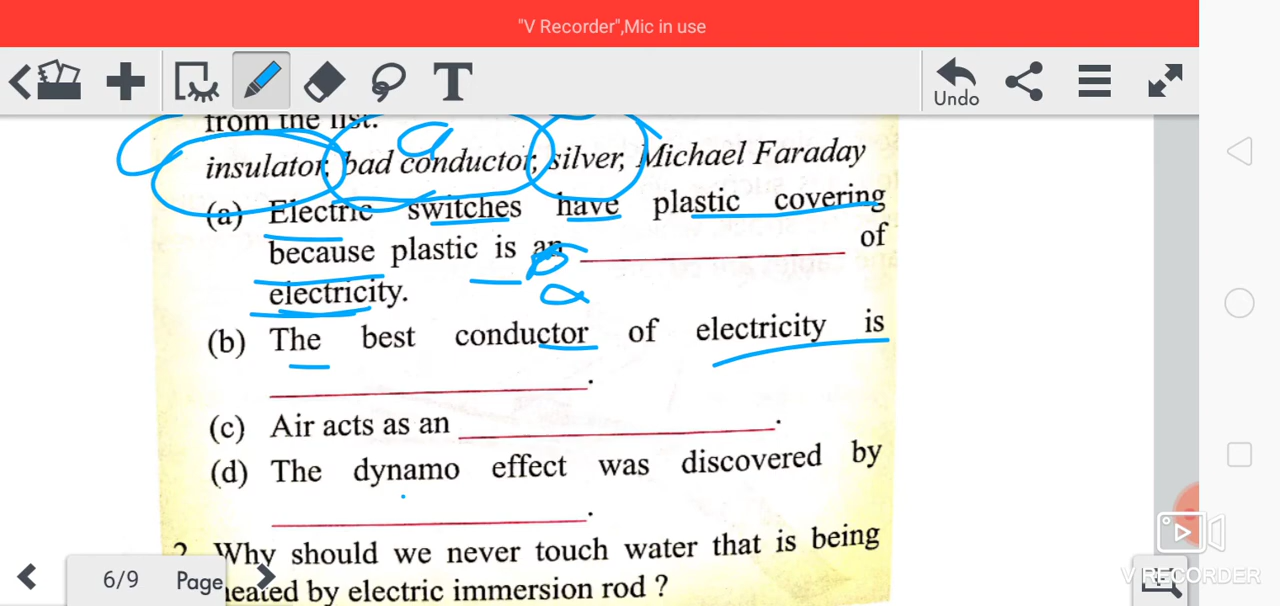 "V Recorder",Mic in use
T
Undo
from the list.
a
insulator, bad conductor, silver, Michael Faraday
(a) Electric switches have plastic covering
because plastic is an ____________ of
electricity.
a
(b) The best conductor of electricity is
____________.
(c) Air acts as an ____________.
(d) The dynamo effect was discovered by
____________.
2. Why should we never touch water that is being
heated by electric immersion rod ?
6/9 Page
V RECORDER